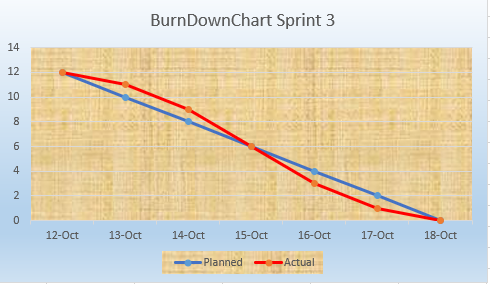 BurnDownChart Sprint 3
14
12
10
8
6
4
2
0
12-Oct 13-Oct 14-Oct 15-Oct 16-Oct 17-Oct 18-Oct
Planned Actual